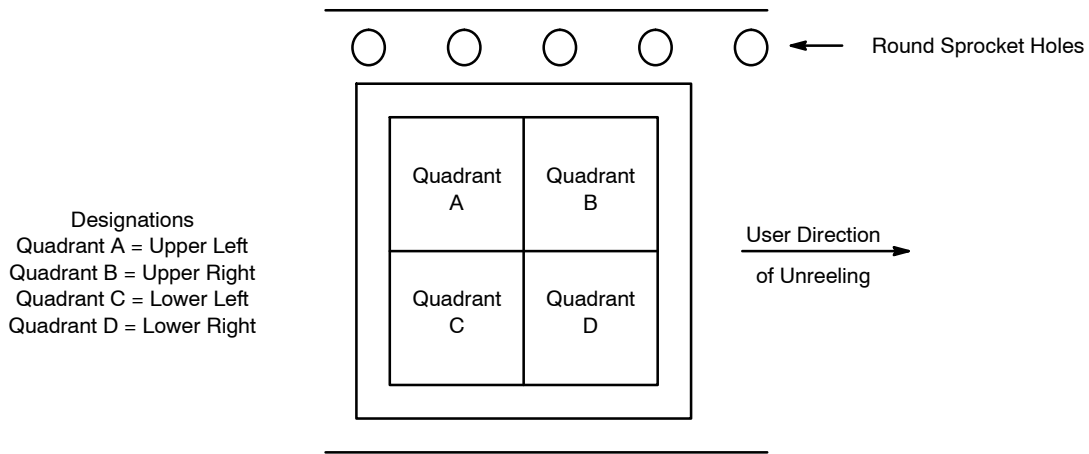 Round Sprocket Holes
Quadrant
A
Quadrant
B
Designations
Quadrant A = Upper Left
Quadrant B = Upper Right
Quadrant C = Lower Left
Quadrant D = Lower Right
User Direction
of Unreeling
Quadrant
C
Quadrant
D